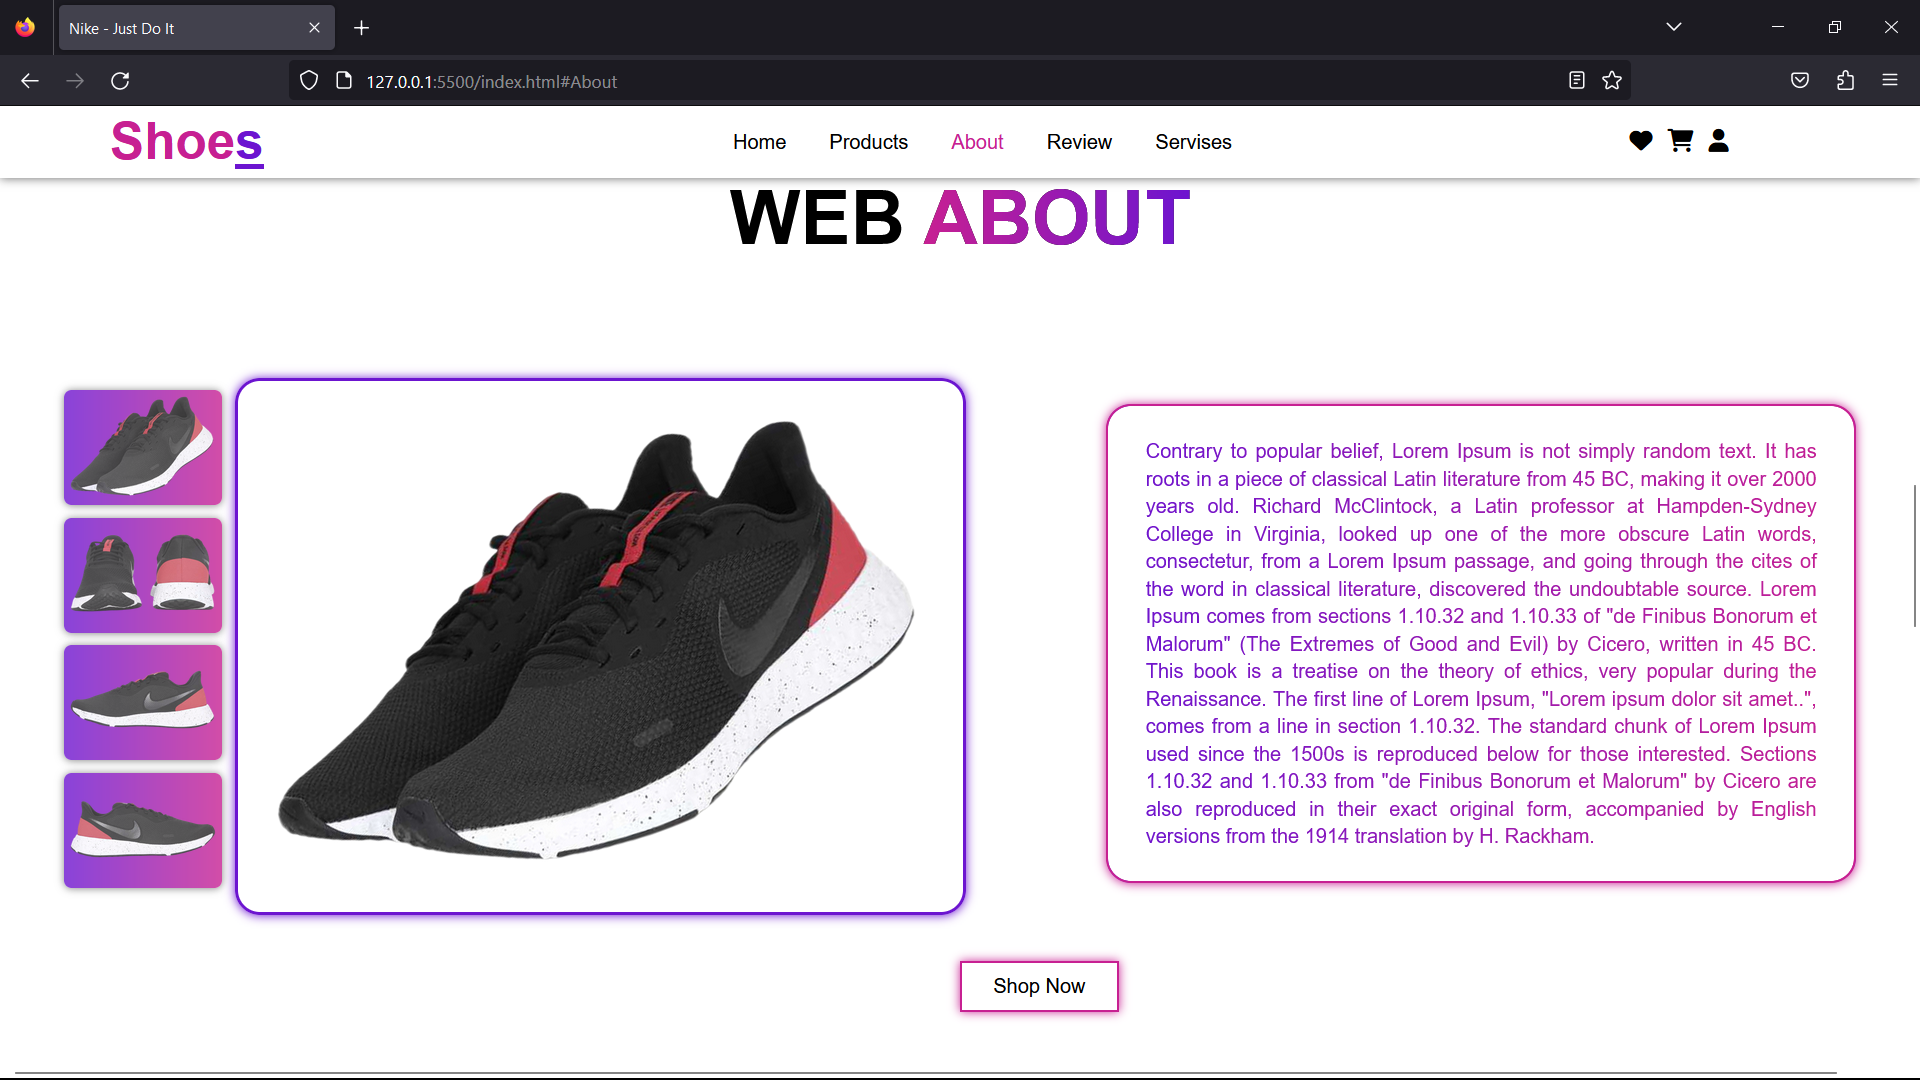 Nike - Just Do It
127.0.0.1:5500/index.html#About
Shoes
Home Products About Review Servises
WEB ABOUT
Contrary to popular belief, Lorem Ipsum is not simply random text. It has
roots in a piece of classical Latin literature from 45 BC, making it over 2000
years old. Richard McClintock, a Latin professor at Hampden-Sydney
College in Virginia, looked up one of the more obscure Latin words,
consectetur, from a Lorem Ipsum passage, and going through the cites of
the word in classical literature, discovered the undoubtable source. Lorem
Ipsum comes from sections 1.10.32 and 1.10.33 of "de Finibus Bonorum et
Malorum" (The Extremes of Good and Evil) by Cicero, written in 45 BC.
This book is a treatise on the theory of ethics, very popular during the
Renaissance. The first line of Lorem Ipsum, "Lorem ipsum dolor sit amet..",
comes from a line in section 1.10.32. The standard chunk of Lorem Ipsum
used since the 1500s is reproduced below for those interested. Sections
1.10.32 and 1.10.33 from "de Finibus Bonorum et Malorum" by Cicero are
also reproduced in their exact original form, accompanied by English
versions from the 1914 translation by H. Rackham.
Shop Now